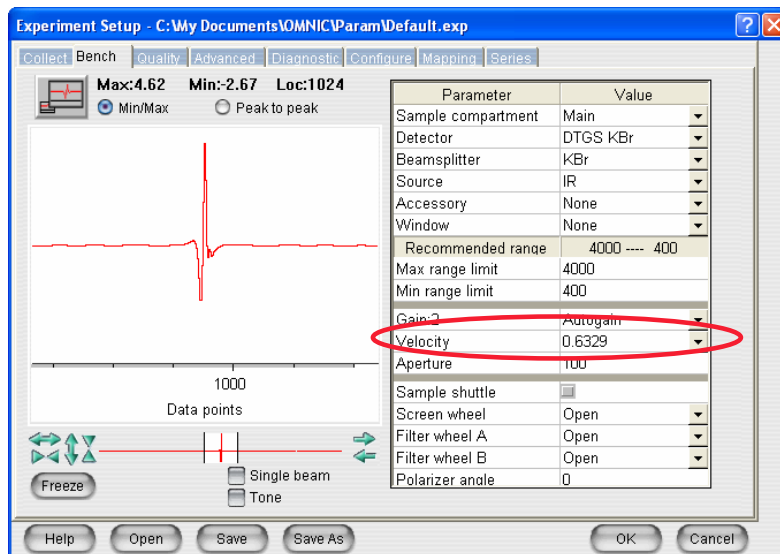 Experiment Setup - C:\My Documents\OMNIC\Param\Default.exp
Collect Bench Quality Advanced Diagnostic Configure Mapping Series
Max:4.62 Min:-2.67 Loc:1024
Min/Max Peak to peak
1000
Data points
Single beam
Tone
Freeze
Parameter Value
Sample compartment Main
Detector DTGS KBr
Beamsplitter KBr
Source IR
Accessory None
Window None
Recommended range 4000 ---- 400
Max range limit 4000
Min range limit 400
Gain:2 Autogain
Velocity 0.6329
Aperture 100
Sample shuttle
Screen wheel Open
Filter wheel A Open
Filter wheel B Open
Polarizer angle 0
Help Open Save Save As OK Cancel